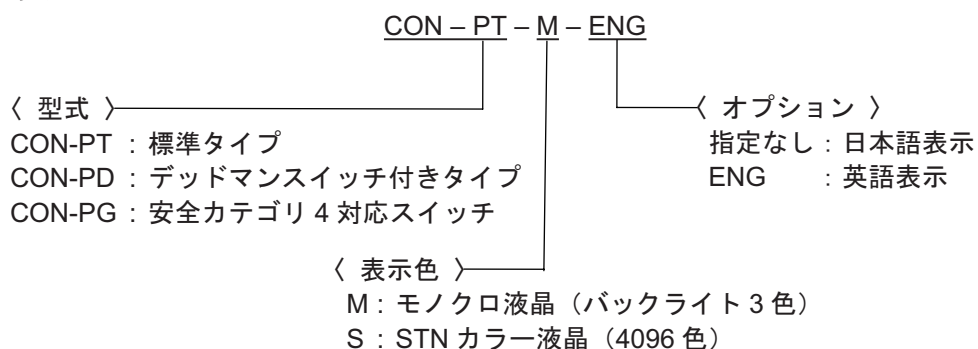 CON – PT – M – ENG
〈 型式 〉
CON-PT : 標準タイプ
CON-PD : デッドマンスイッチ付きタイプ
CON-PG : 安全カテゴリ 4 対応スイッチ
〈 オプション 〉
指定なし : 日本語表示
ENG : 英語表示
〈 表示色 〉
M : モノクロ液晶（バックライト 3 色）
S : STN カラー液晶（4096 色）